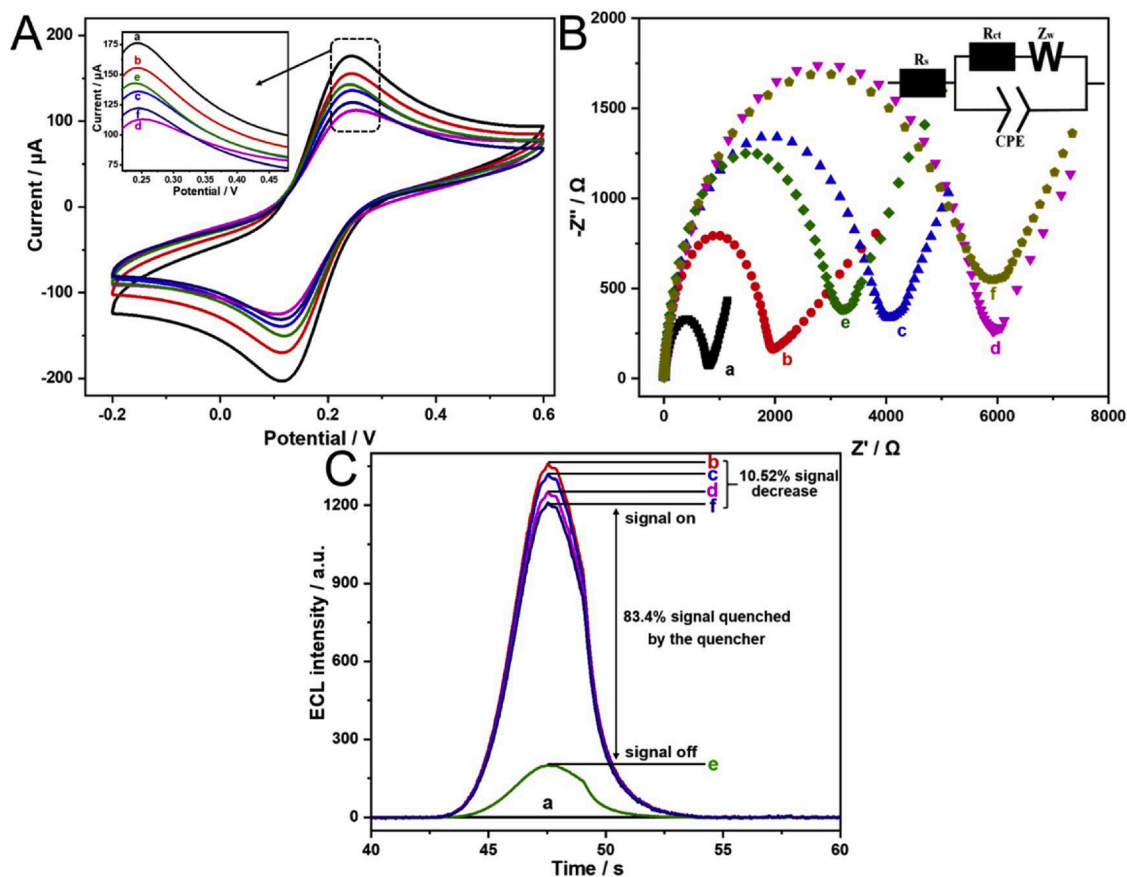 A
200
100
0
-100
-200
Current / µA
-0.2
0.0
0.2
0.4
0.6
Potential / V
175
150
125
100
75
Current / µA
0.25
0.30
0.35
0.40
0.45
Potential / V
a
b
e
c
f
d
B
2000
1500
1000
500
0
-Z'' / Ω
0
2000
4000
6000
8000
Z' / Ω
Rs
Rct
Zw
CPE
a
b
e
c
f
d
C
1200
900
600
300
0
ECL intensity / a.u.
40
45
50
55
60
Time / s
b
c
d
f
10.52% signal
decrease
signal on
83.4% signal quenched
by the quencher
signal off
e
a